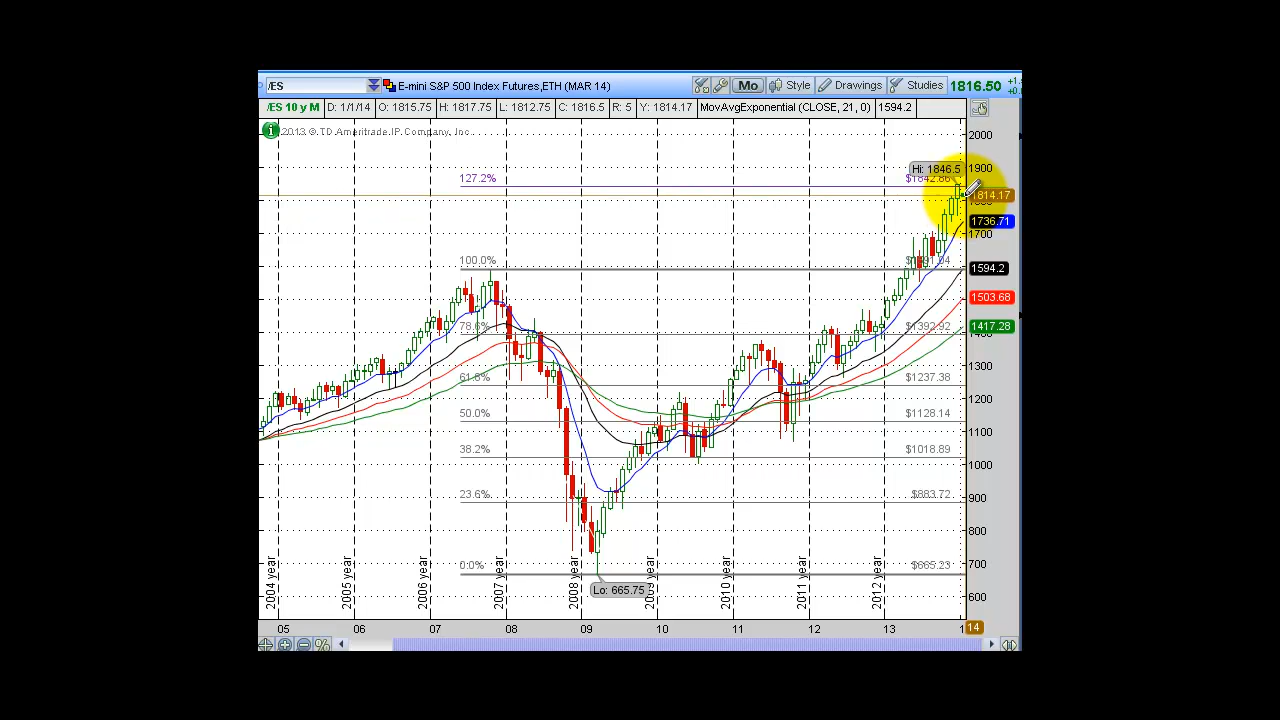 /ES E-mini S&P 500 Index Futures,ETH (MAR 14) Mo Style Drawings Studies 1816.50
/ES 10 y M D: 1/1/14 O: 1815.75 H: 1817.75 L: 1812.75 C: 1816.5 R: 5 Y: 1814.17 MovAvgExponential (CLOSE, 21, 0) 1594.2
2013 © TD Ameritrade IP Company, Inc.
2000
Hi: 1846.5 1900
127.2% $1842.86
1814.17
1800
1736.71
1700
100.0%
1594.2
1503.68
78.6% $1392.92 1417.28
1400
1300
61.8% $1237.38
1200
50.0% $1128.14
1100
38.2% $1018.89
1000
23.6% $883.72 900
800
0.0% $665.23 700
Lo: 665.75
600
2004 year 2005 year 2006 year 2007 year 2008 year 2009 year 2010 year 2011 year 2012 year
05 06 07 08 09 10 11 12 13 14
%